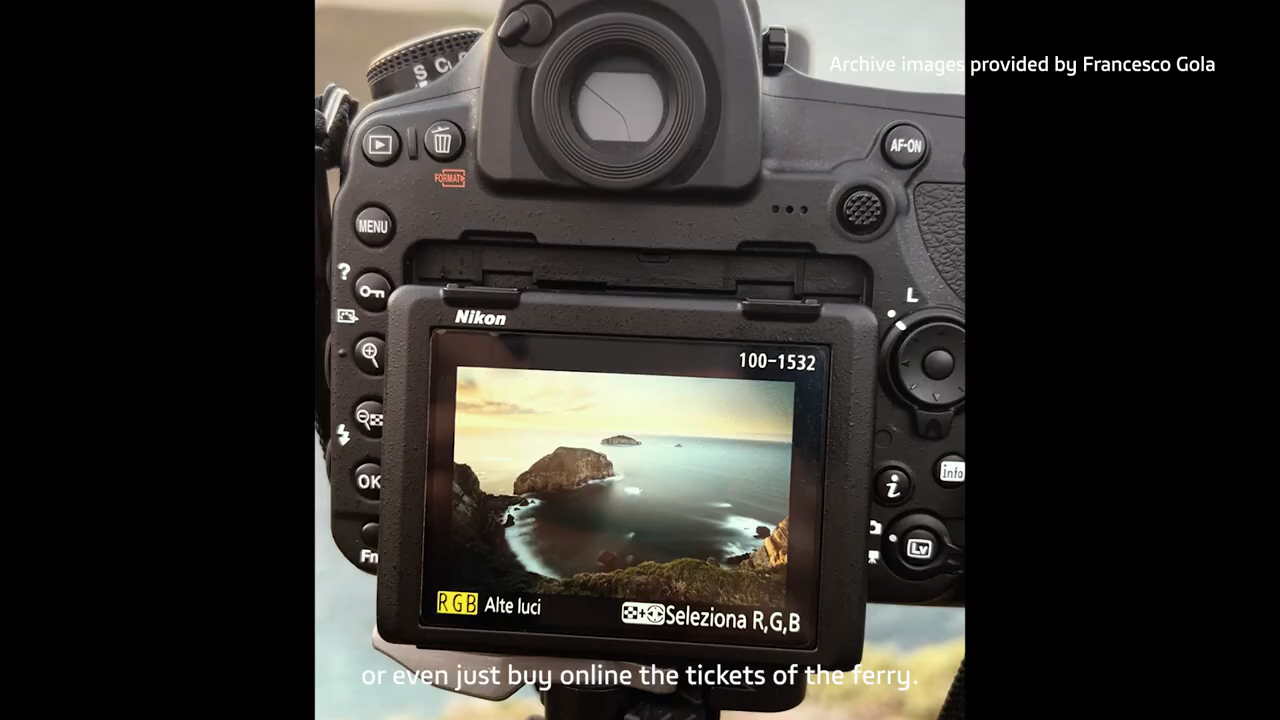 Archive images provided by Francesco Gola
S CL
AF-ON
FORMAT
MENU
?
L
Nikon
100-1532
info
i
OK
Lv
Fn
RGB Alte luci
Seleziona R,G,B
or even just buy online the tickets of the ferry.